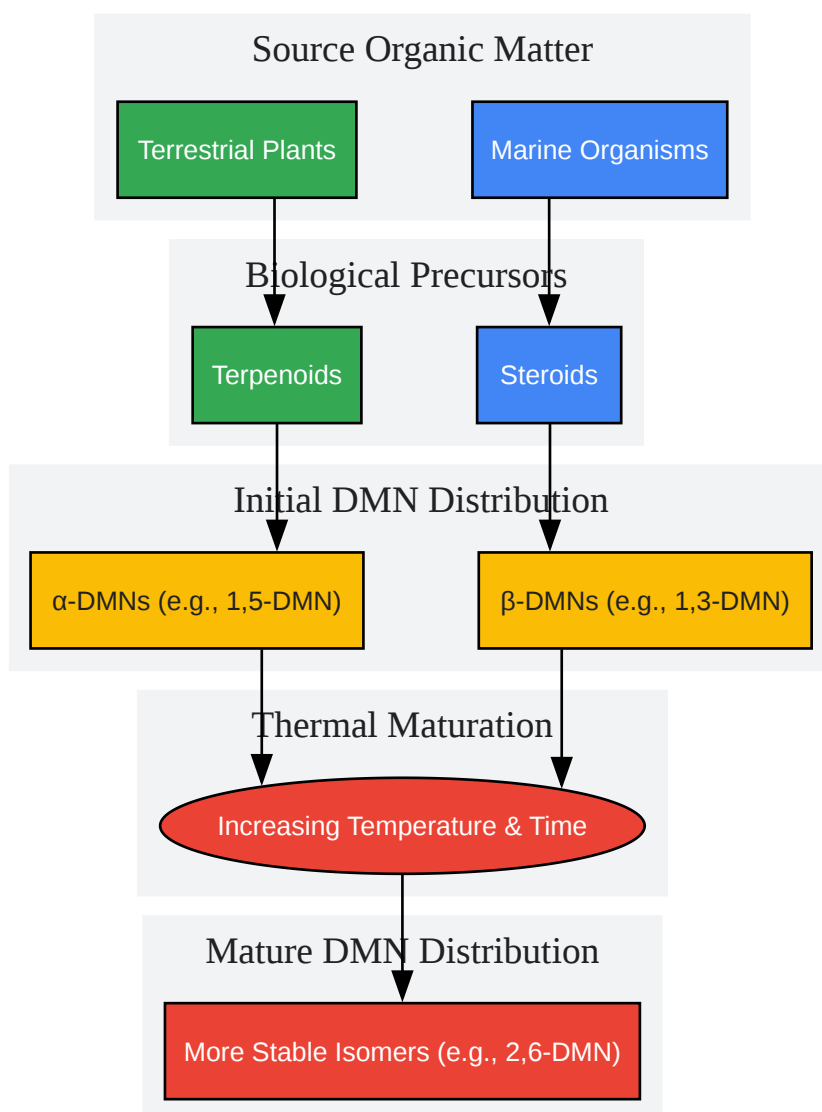 Source Organic Matter
Terrestrial Plants
Marine Organisms
Biological Precursors
Terpenoids
Steroids
Initial DMN Distribution
α-DMNs (e.g., 1,5-DMN)
β-DMNs (e.g., 1,3-DMN)
Thermal Maturation
Increasing Temperature & Time
Mature DMN Distribution
More Stable Isomers (e.g., 2,6-DMN)